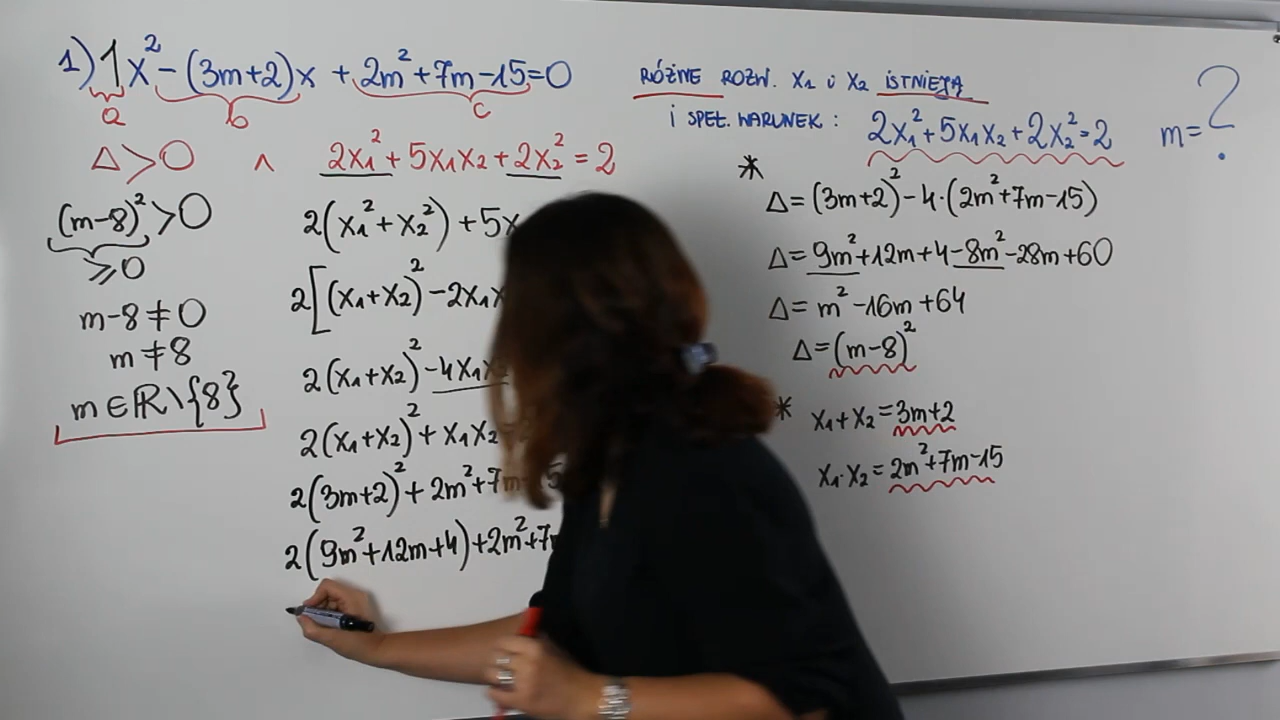 1) 1x² - (3m+2)x + 2m² + 7m - 15 = 0
a b c
Δ > 0 ∧ 2x₁² + 5x₁x₂ + 2x₂² = 2
(m-8)² > 0
≥0
m-8 ≠ 0
m ≠ 8
m ∈ ℝ\{8}
2(x₁² + x₂²) + 5x
2[(x₁+x₂)² - 2x₁x
2(x₁+x₂)² - 4x₁x
2(x₁+x₂)² + x₁x₂
2(3m+2)² + 2m² + 7m
2(9m² + 12m + 4) + 2m² + 7m
RÓŻNE ROZW. x₁ i x₂ ISTNIEJĄ
i SPEŁ. WARUNEK : 2x₁² + 5x₁x₂ + 2x₂² = 2 m = ?
* Δ = (3m+2)² - 4·(2m² + 7m - 15)
Δ = 9m² + 12m + 4 - 8m² - 28m + 60
Δ = m² - 16m + 64
Δ = (m-8)²
* x₁ + x₂ = 3m+2
x₁·x₂ = 2m² + 7m - 15